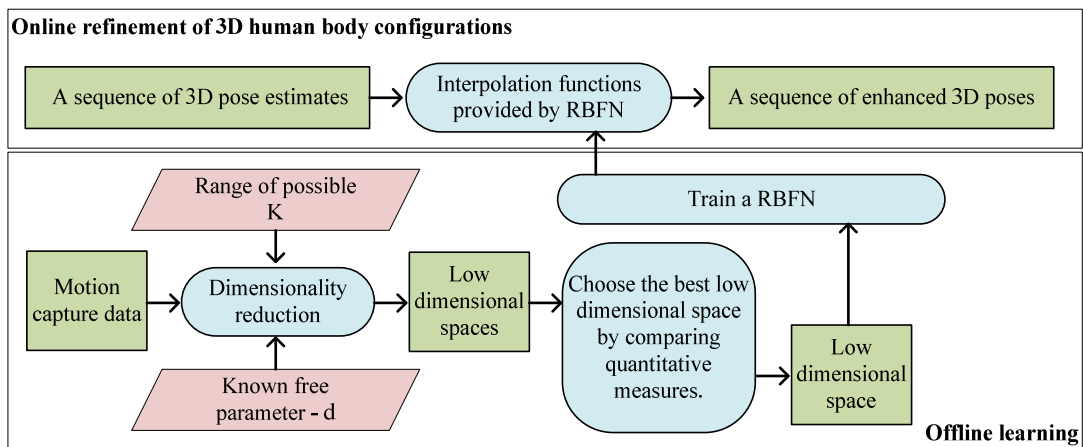 Online refinement of 3D human body configurations
A sequence of 3D pose estimates
Interpolation functions
provided by RBFN
A sequence of enhanced 3D poses
Range of possible
K
Train a RBFN
Motion
capture data
Dimensionality
reduction
Low
dimensional
spaces
Choose the best low
dimensional space
by comparing
quantitative
measures.
Low
dimensional
space
Known free
parameter - d
Offline learning